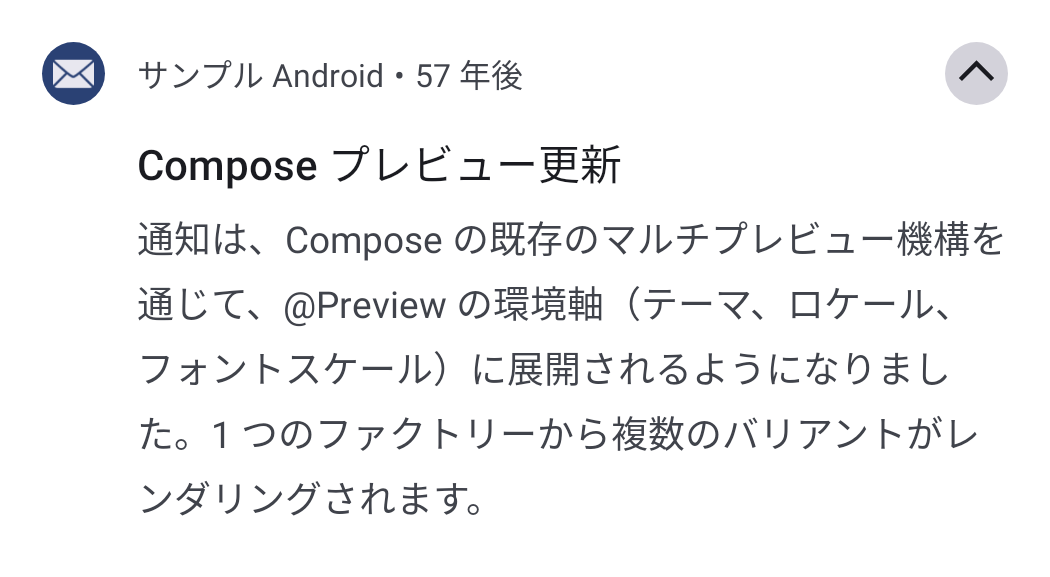 サンプル Android • 57 年後
Compose プレビュー更新
通知は、Compose の既存のマルチプレビュー機構を
通じて、@Preview の環境軸（テーマ、ロケール、
フォントスケール）に展開されるようになりまし
た。1 つのファクトリーから複数のバリアントがレ
ンダリングされます。